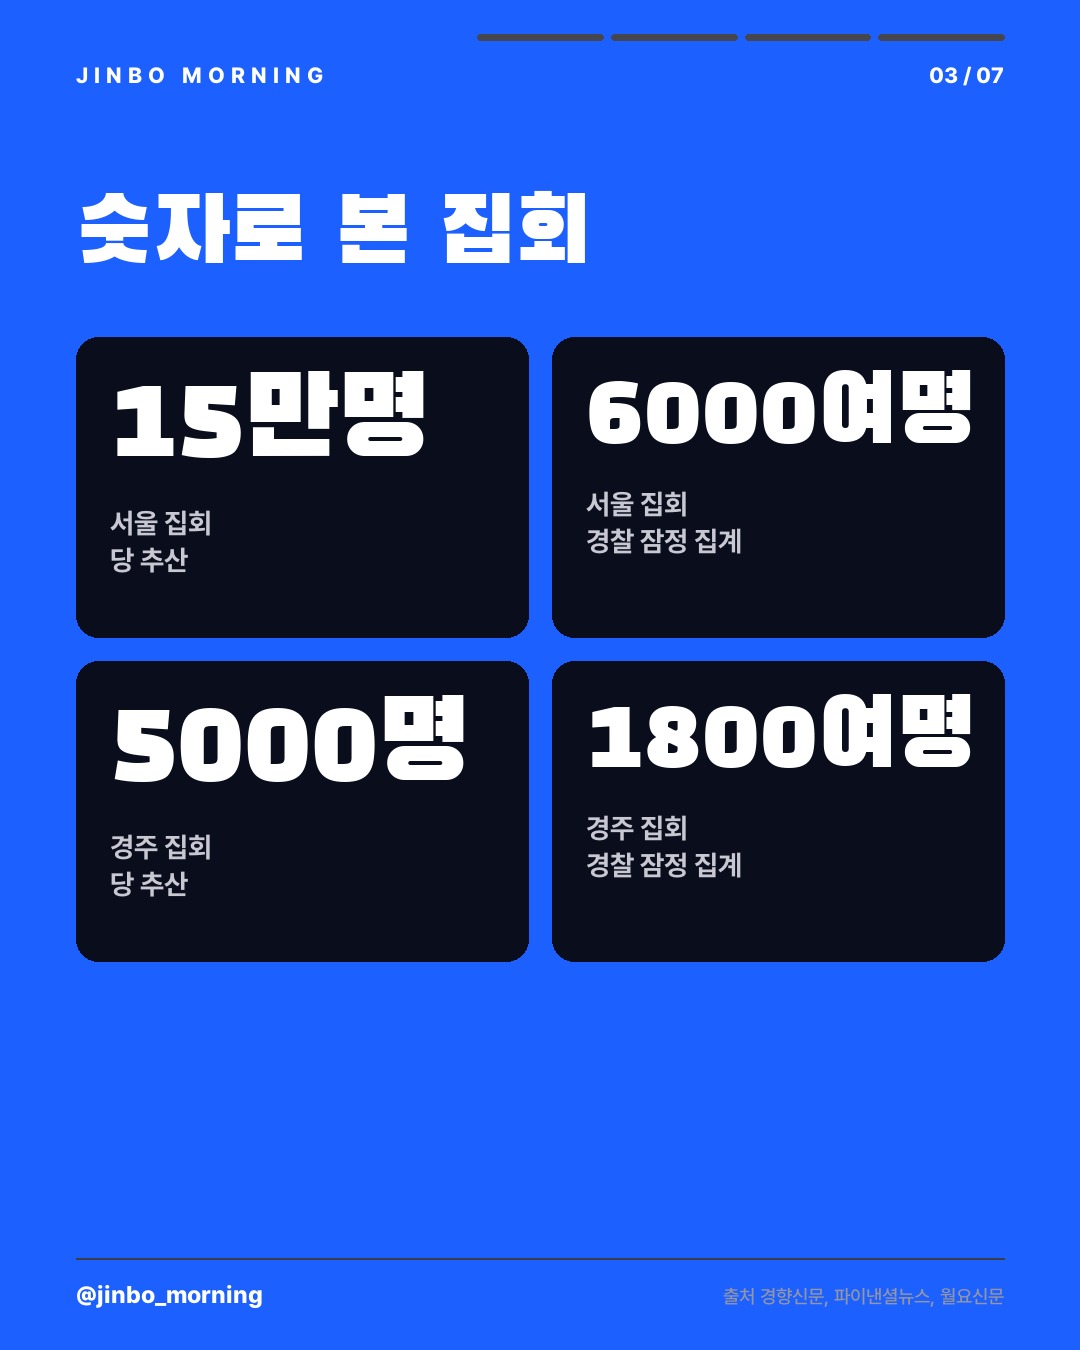 JINBO MORNING
03 / 07
숫자로 본 집회
15만명
서울 집회
당 추산
6000여명
서울 집회
경찰 잠정 집계
5000명
경주 집회
당 추산
1800여명
경주 집회
경찰 잠정 집계
@jinbo_morning
출처 경향신문, 파이낸셜뉴스, 월요신문